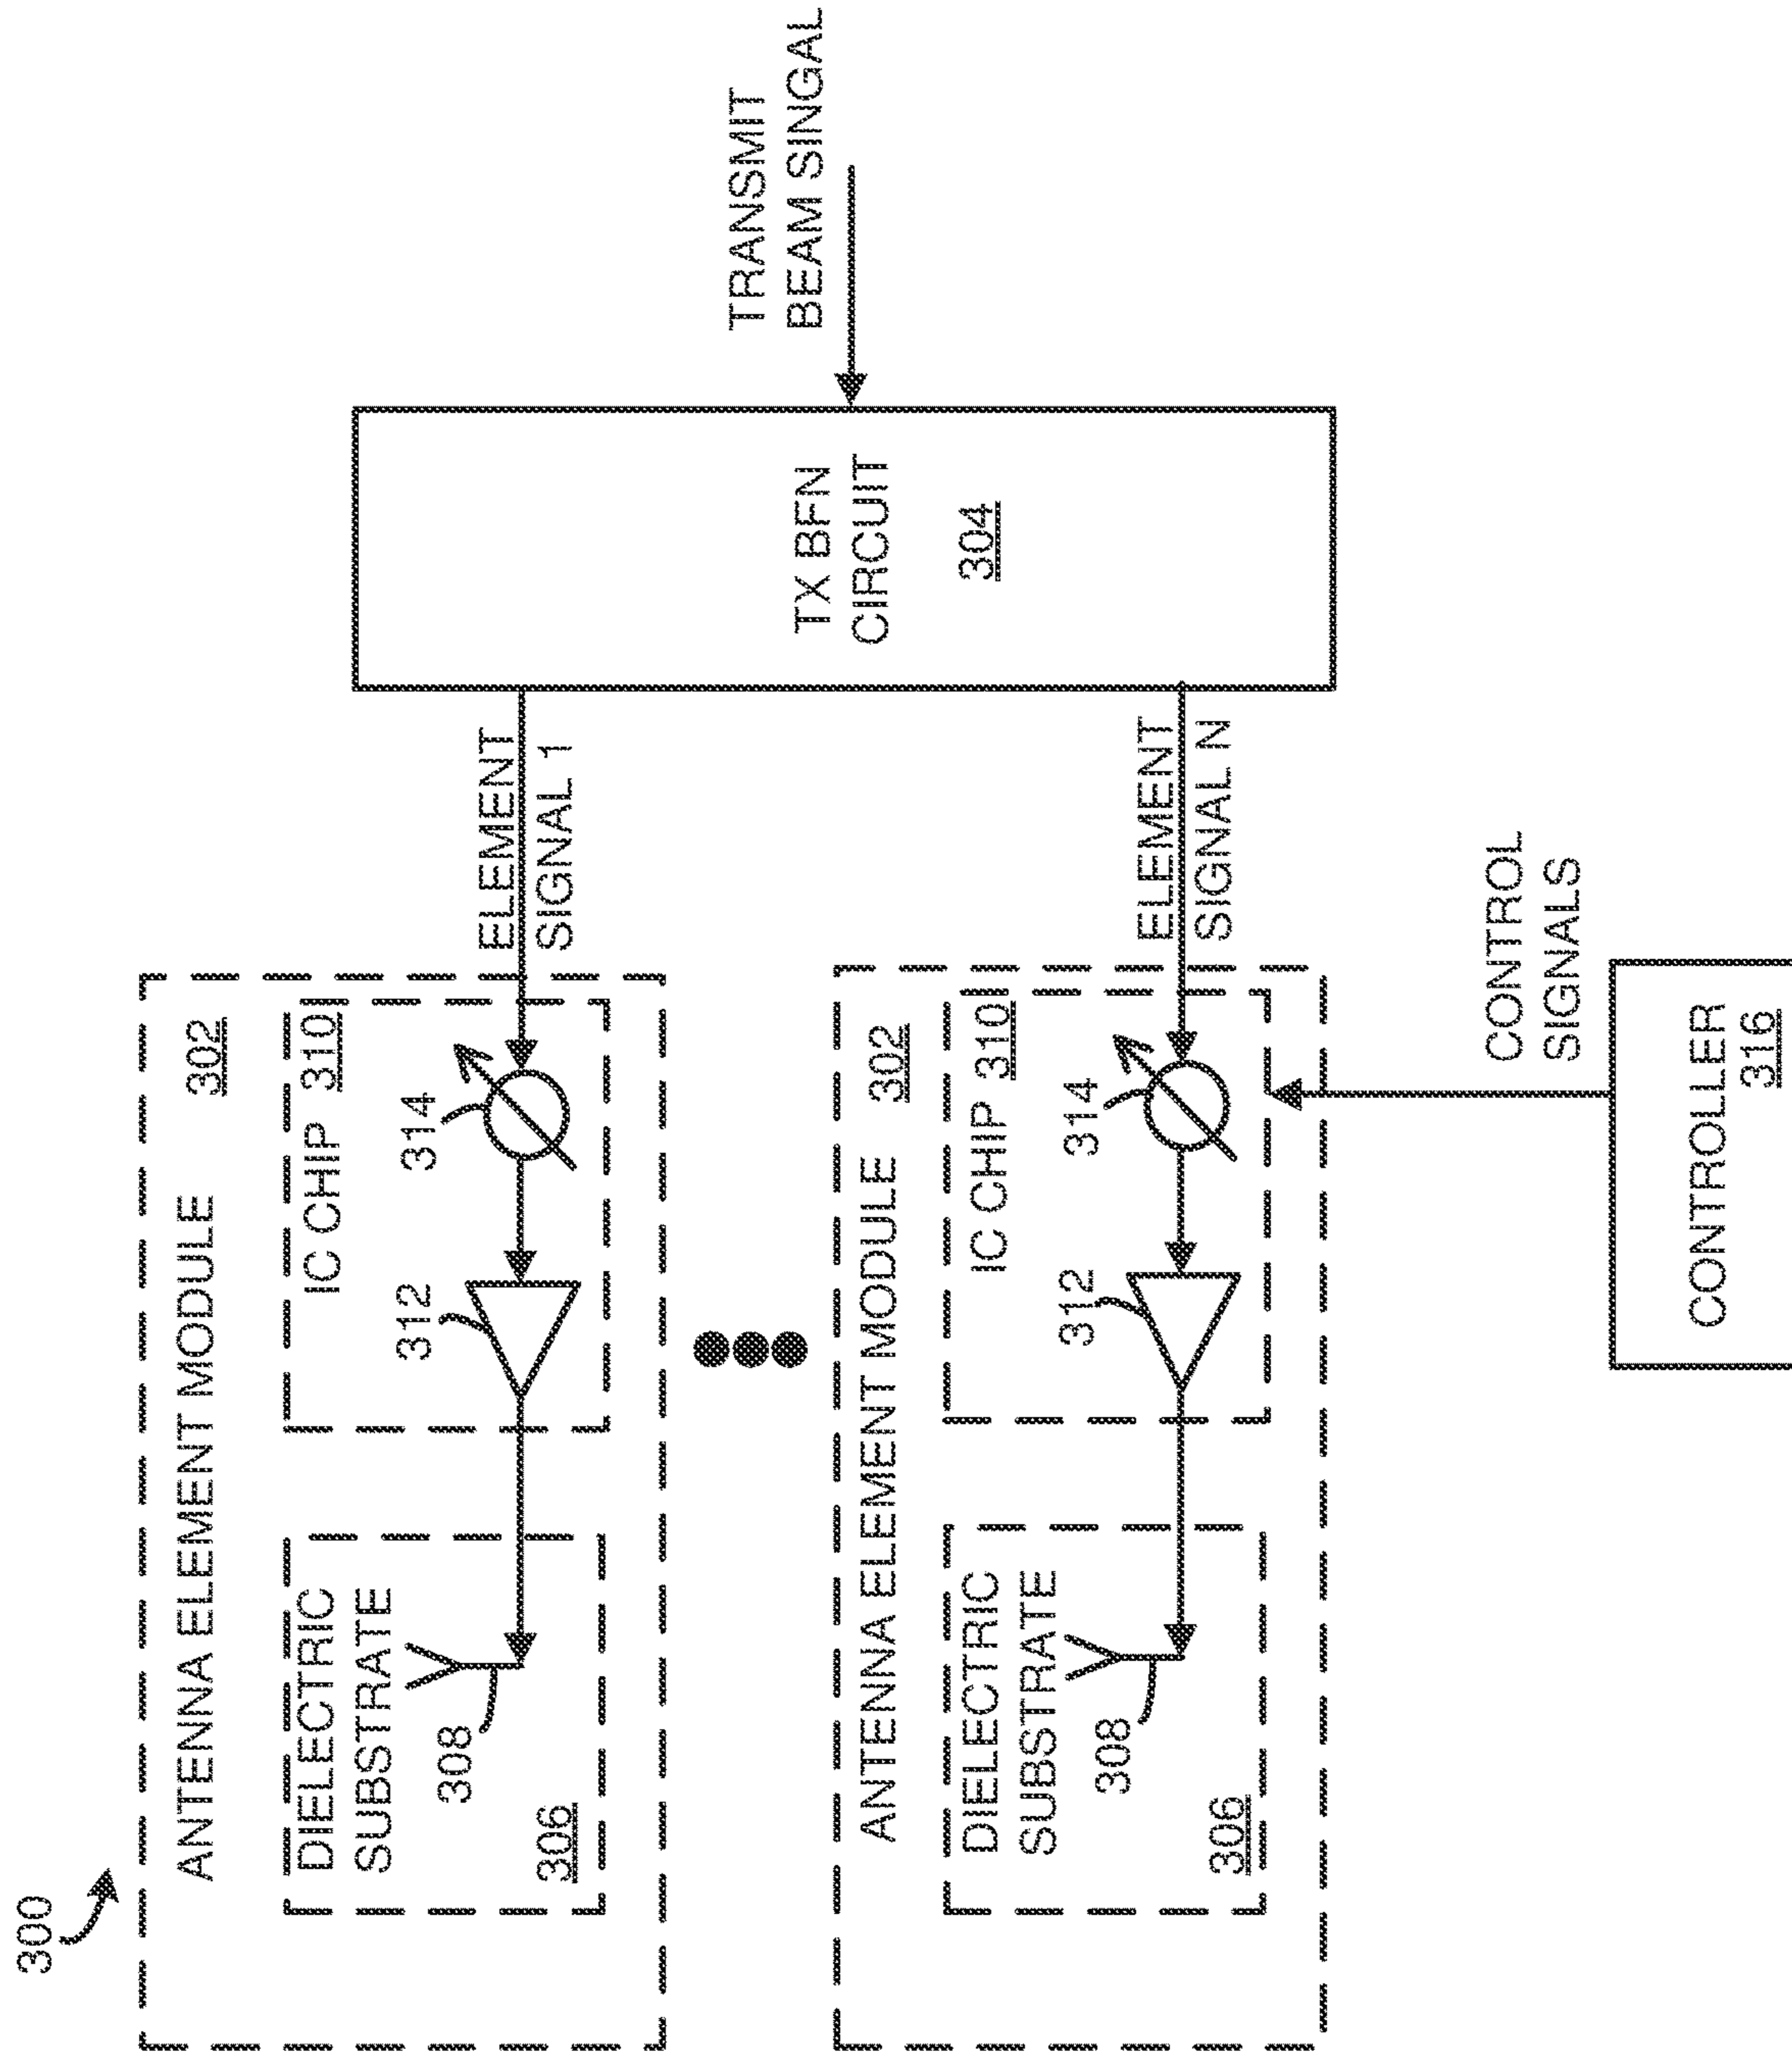 300
ANTENNA ELEMENT MODULE 302
DIELECTRIC
SUBSTRATE
308
306
IC CHIP 310
312
314
ELEMENT
SIGNAL 1
ANTENNA ELEMENT MODULE 302
DIELECTRIC
SUBSTRATE
308
306
IC CHIP 310
312
314
ELEMENT
SIGNAL N
TX BFN
CIRCUIT
304
TRANSMIT
BEAM SINGAL
CONTROL
SIGNALS
CONTROLLER
316